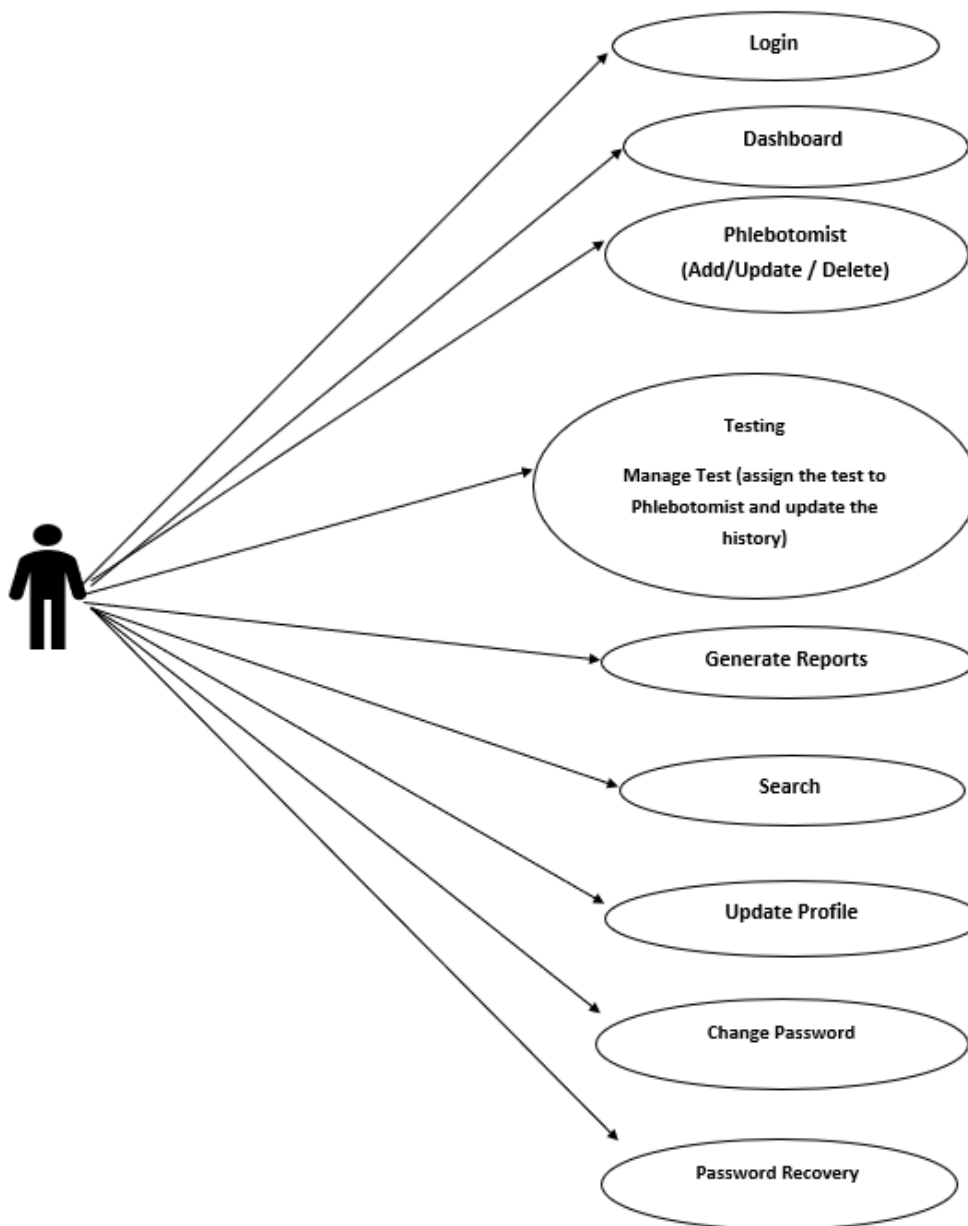 Login
Dashboard
Phlebotomist
(Add/Update / Delete)
Testing
Manage Test (assign the test to
Phlebotomist and update the
history)
Generate Reports
Search
Update Profile
Change Password
Password Recovery